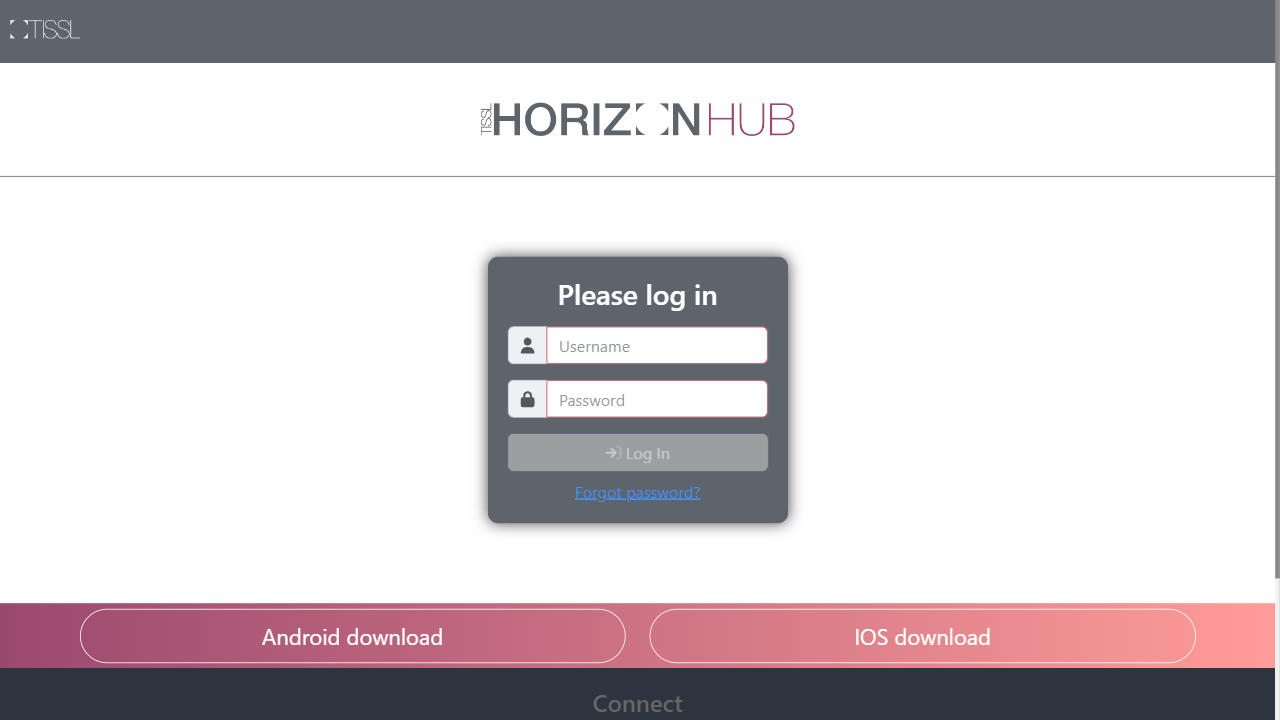 TISSL
TISSL HORIZON HUB
Please log in
Username
Password
Log In
Forgot password?
Android download
IOS download
Connect